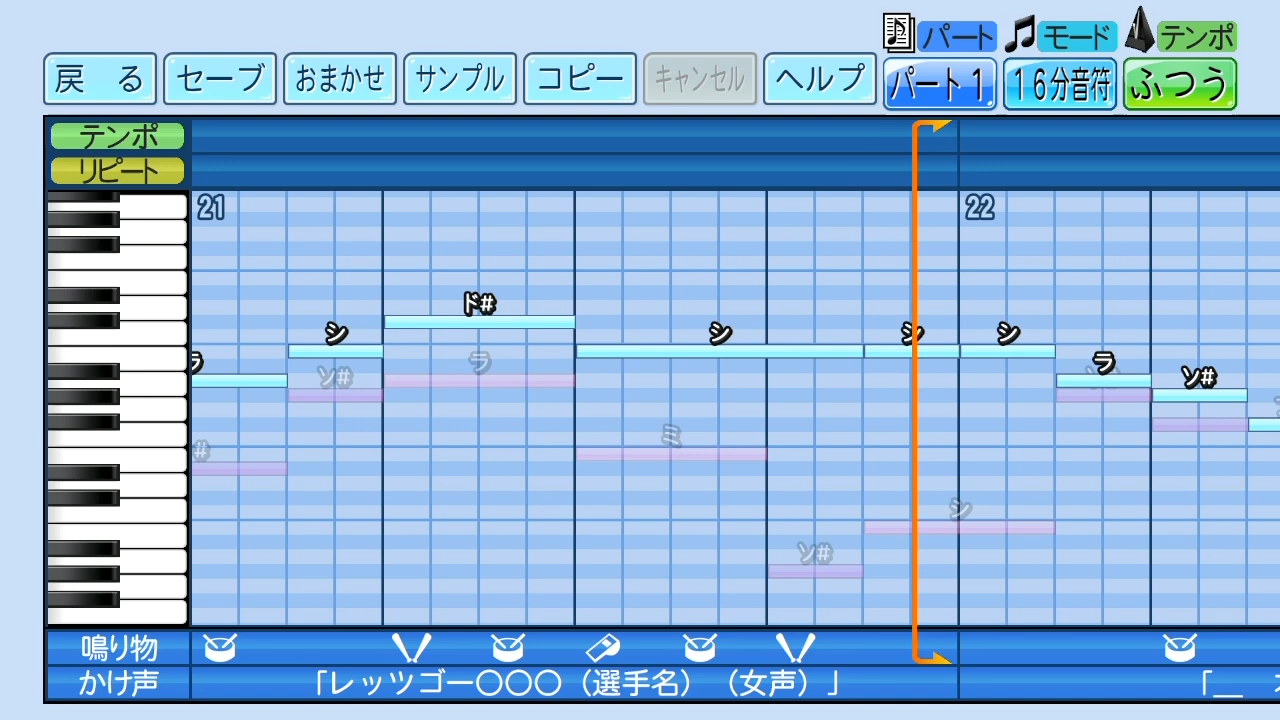 パート モード テンポ
戻る セーブ おまかせ サンプル コピー キャンセル ヘルプ パート1 16分音符 ふつう
テンポ
リピート
21 22
ド#
シ シ シ シ
ラ ラ ラ
ソ# ソ#
ミ
#
シ
ソ#
鳴り物
かけ声 「レッツゴー〇〇〇（選手名）（女声）」 「＿